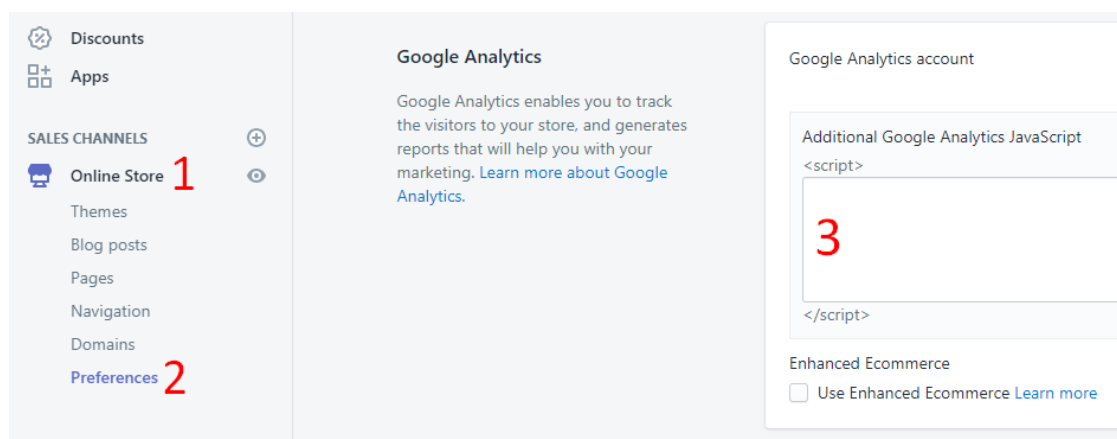 Discounts
Apps
SALES CHANNELS
Online Store 1
Themes
Blog posts
Pages
Navigation
Domains
Preferences 2
Google Analytics
Google Analytics enables you to track
the visitors to your store, and generates
reports that will help you with your
marketing. Learn more about Google
Analytics.
Google Analytics account
Additional Google Analytics JavaScript
<script>
3
</script>
Enhanced Ecommerce
Use Enhanced Ecommerce Learn more